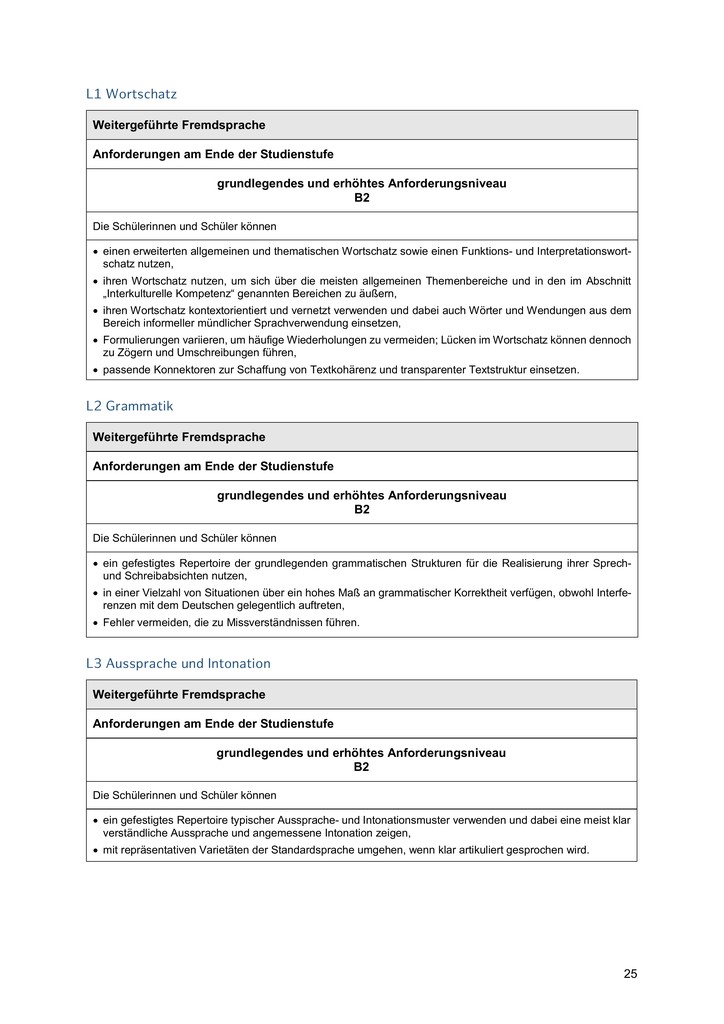 L1 Wortschatz
Weitergeführte Fremdsprache
Anforderungen am Ende der Studienstufe
grundlegendes und erhöhtes Anforderungsniveau
B2
Die Schülerinnen und Schüler können
• einen erweiterten allgemeinen und thematischen Wortschatz sowie einen Funktions- und Interpretationswort-
schatz nutzen,
• ihren Wortschatz nutzen, um sich über die meisten allgemeinen Themenbereiche und in den im Abschnitt
„Interkulturelle Kompetenz“ genannten Bereichen zu äußern,
• ihren Wortschatz kontextorientiert und vernetzt verwenden und dabei auch Wörter und Wendungen aus dem
Bereich informeller mündlicher Sprachverwendung einsetzen,
• Formulierungen variieren, um häufige Wiederholungen zu vermeiden; Lücken im Wortschatz können dennoch
zu Zögern und Umschreibungen führen,
• passende Konnektoren zur Schaffung von Textkohärenz und transparenter Textstruktur einsetzen.
L2 Grammatik
Weitergeführte Fremdsprache
Anforderungen am Ende der Studienstufe
grundlegendes und erhöhtes Anforderungsniveau
B2
Die Schülerinnen und Schüler können
• ein gefestigtes Repertoire der grundlegenden grammatischen Strukturen für die Realisierung ihrer Sprech-
und Schreibabsichten nutzen,
• in einer Vielzahl von Situationen über ein hohes Maß an grammatischer Korrektheit verfügen, obwohl Interfe-
renzen mit dem Deutschen gelegentlich auftreten,
• Fehler vermeiden, die zu Missverständnissen führen.
L3 Aussprache und Intonation
Weitergeführte Fremdsprache
Anforderungen am Ende der Studienstufe
grundlegendes und erhöhtes Anforderungsniveau
B2
Die Schülerinnen und Schüler können
• ein gefestigtes Repertoire typischer Aussprache- und Intonationsmuster verwenden und dabei eine meist klar
verständliche Aussprache und angemessene Intonation zeigen,
• mit repräsentativen Varietäten der Standardsprache umgehen, wenn klar artikuliert gesprochen wird.
25